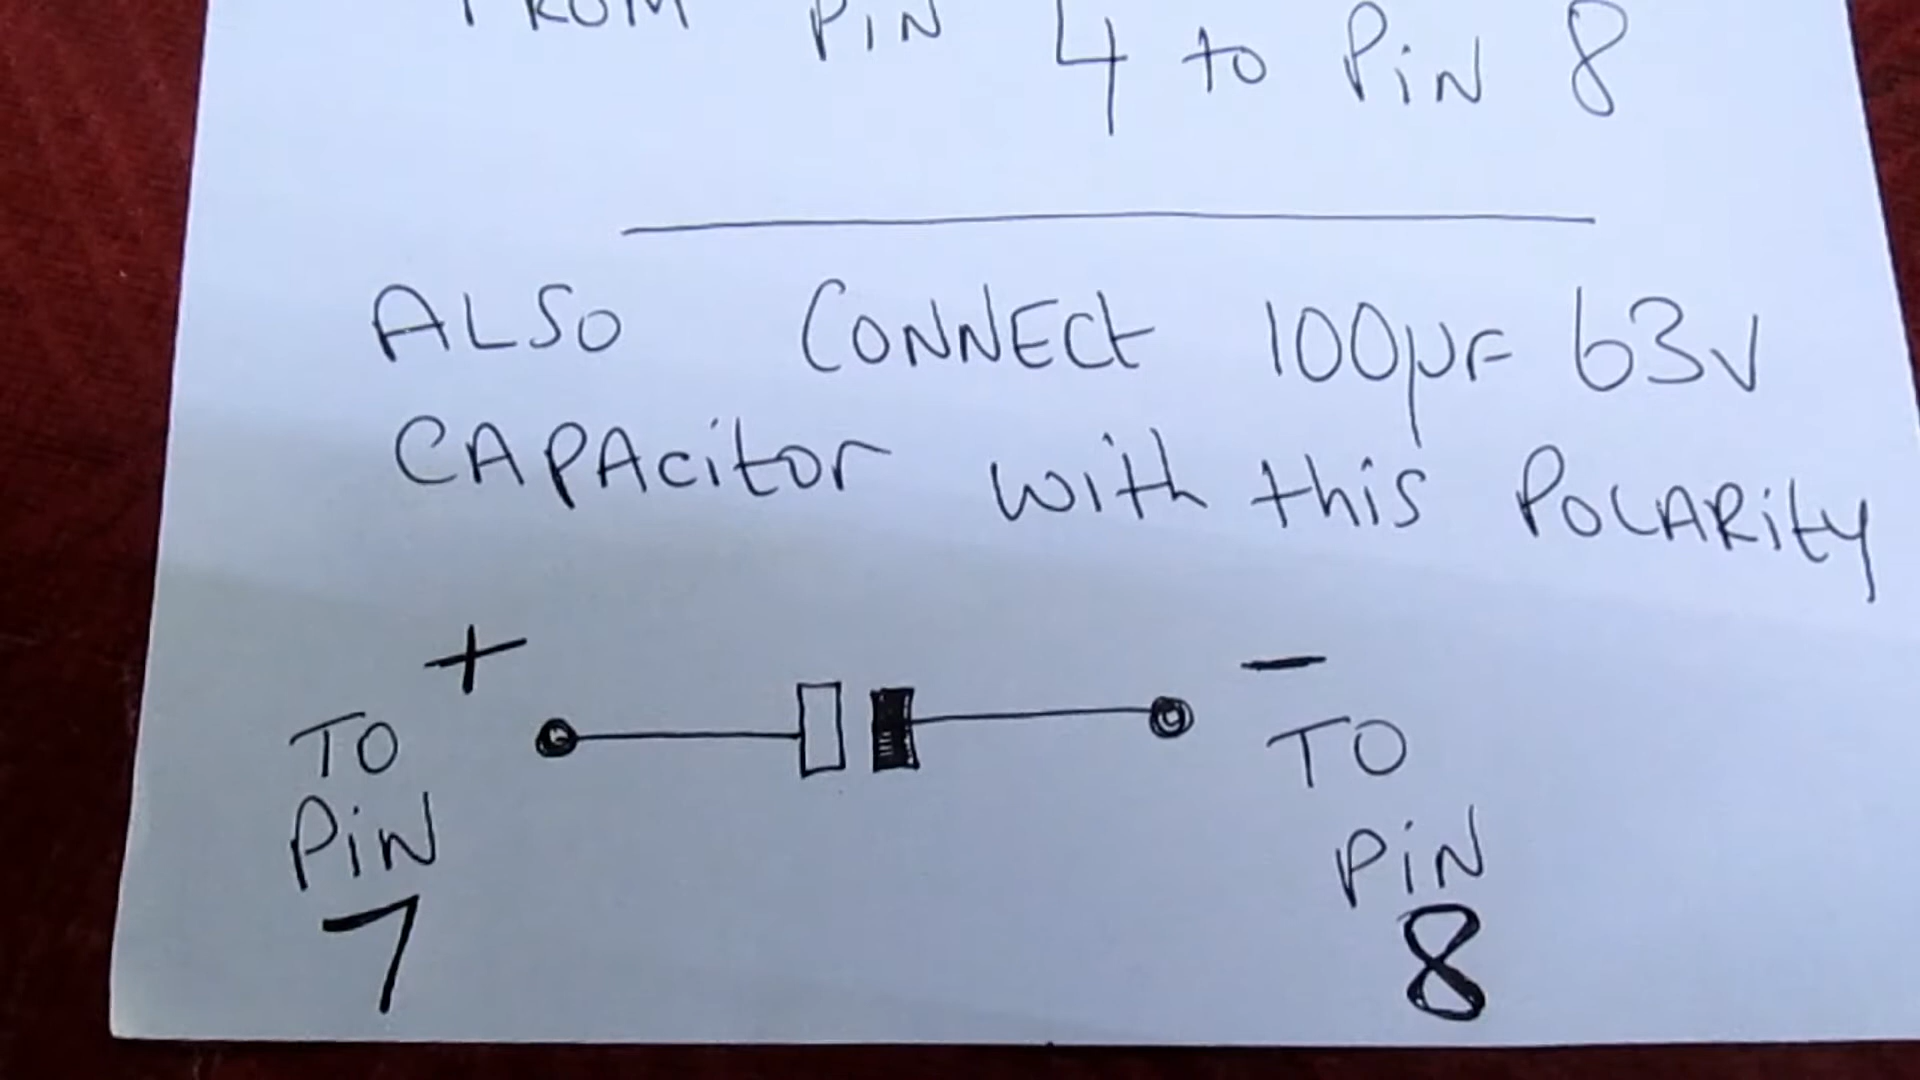 FROM PIN 4 to PiN 8
ALSO CONNECt 100µF 63v
CAPAcitor with this POLARity
+ -
TO TO
PiN PiN
7 8